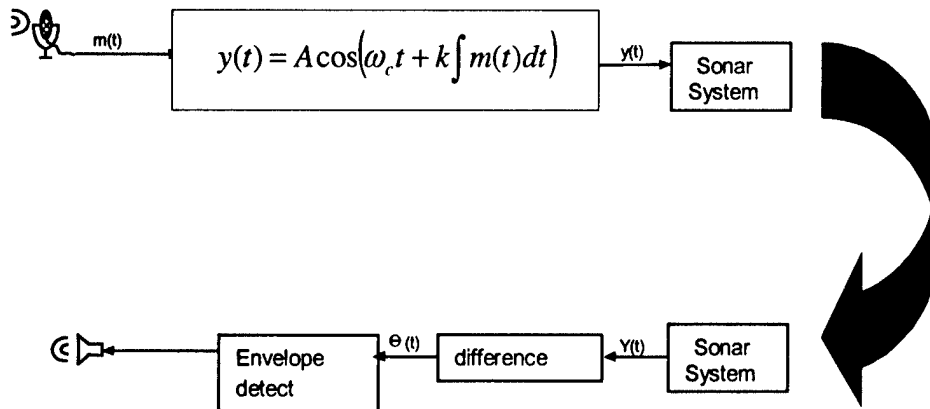 m(t)
y(t) = A cos(ω_c t + k∫ m(t)dt)
y(t)
Sonar
System
Envelope
detect
Θ (t)
difference
Y(t)
Sonar
System